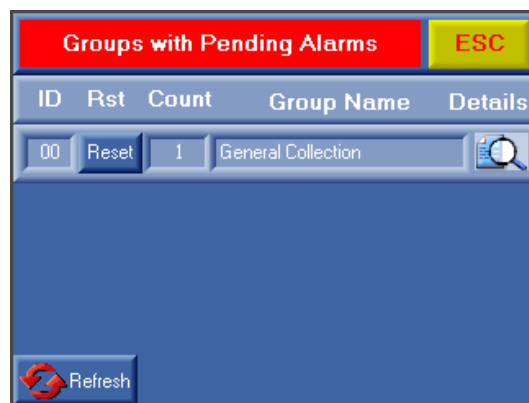 Groups with Pending Alarms ESC
ID Rst Count Group Name Details
00 Reset 1 General Collection
Refresh